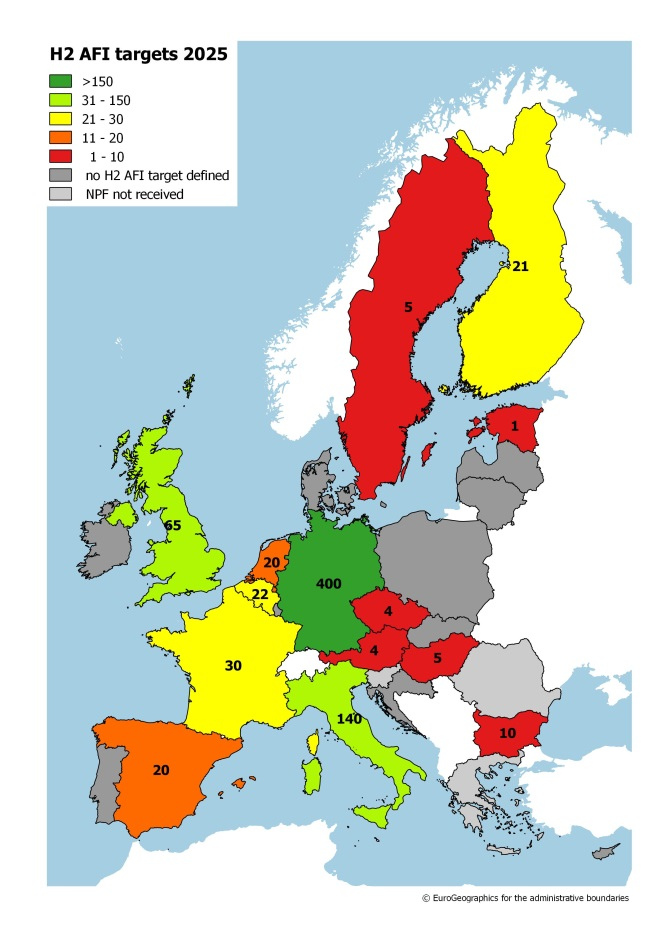 H2 AFI targets 2025
>150
31 - 150
21 - 30
11 - 20
1 - 10
no H2 AFI target defined
NPF not received
21
5
1
65
20
400
22
4
4
5
30
140
10
20
© EuroGeographics for the administrative boundaries